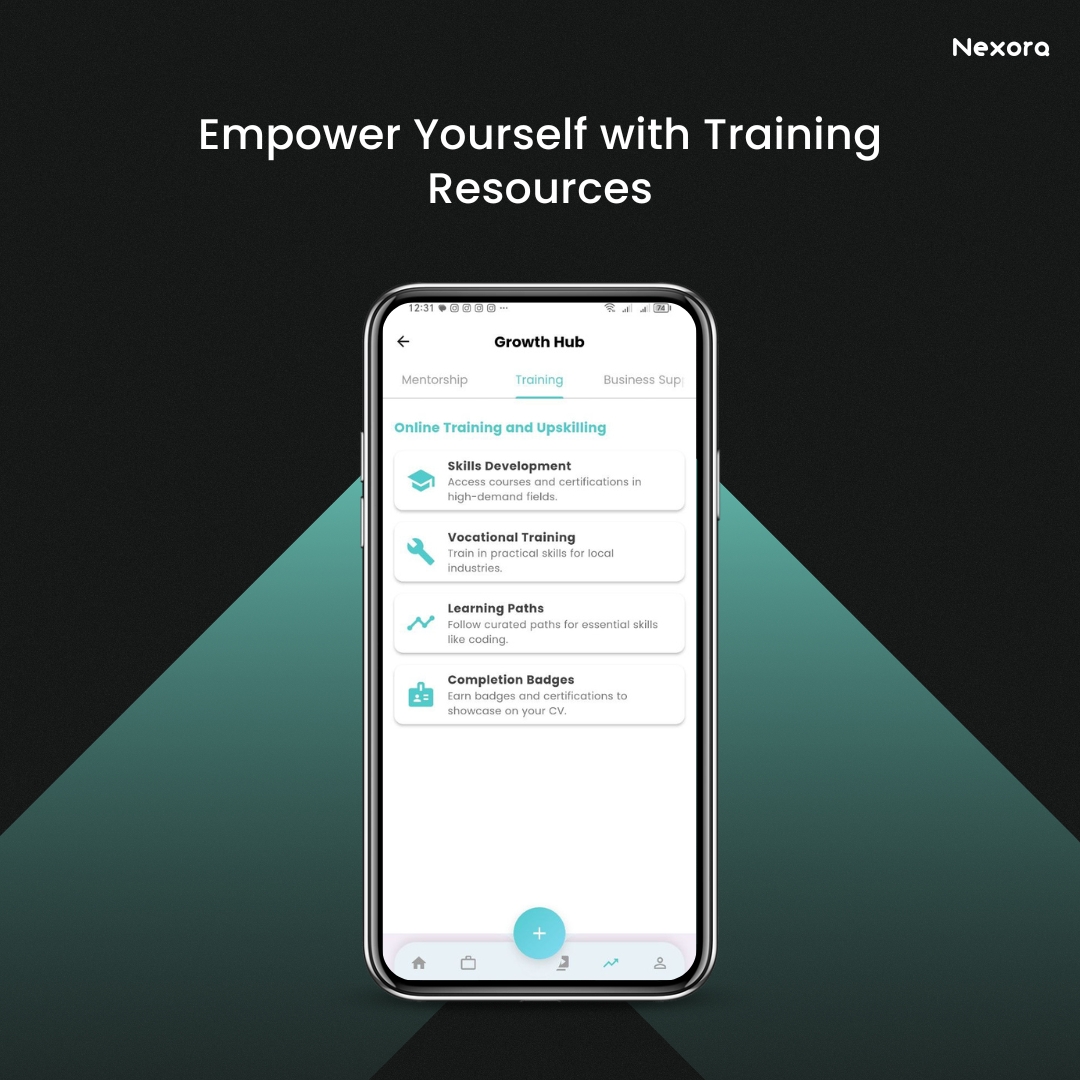 Nexora
Empower Yourself with Training
Resources
12:31
74
Growth Hub
Mentorship
Training
Business Sup
Online Training and Upskilling
Skills Development
Access courses and certifications in
high-demand fields.
Vocational Training
Train in practical skills for local
industries.
Learning Paths
Follow curated paths for essential skills
like coding.
Completion Badges
Earn badges and certifications to
showcase on your CV.